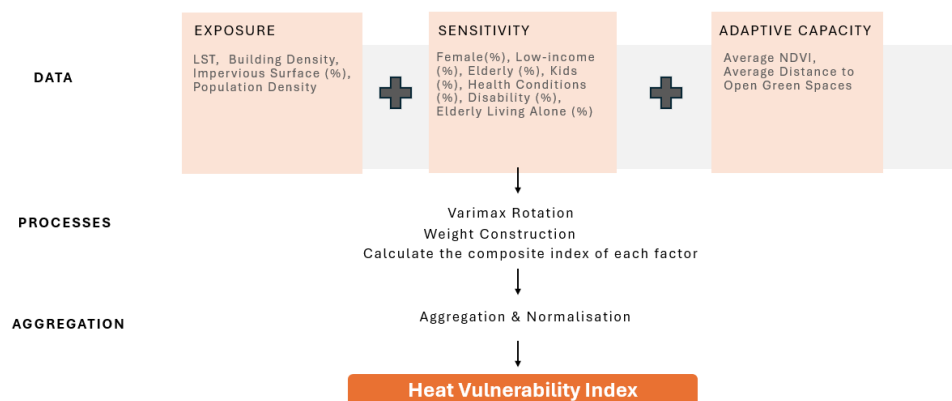 EXPOSURE
LST,  Building Density,
Impervious Surface (%),
Population Density
SENSITIVITY
Female(%), Low-income
(%), Elderly (%), Kids
(%), Health Conditions
(%), Disability (%),
Elderly Living Alone (%)
ADAPTIVE CAPACITY
Average NDVI,
Average Distance to
Open Green Spaces
DATA
PROCESSES
Varimax Rotation
Weight Construction
Calculate the composite index of each factor
AGGREGATION
Aggregation & Normalisation
Heat Vulnerability Index